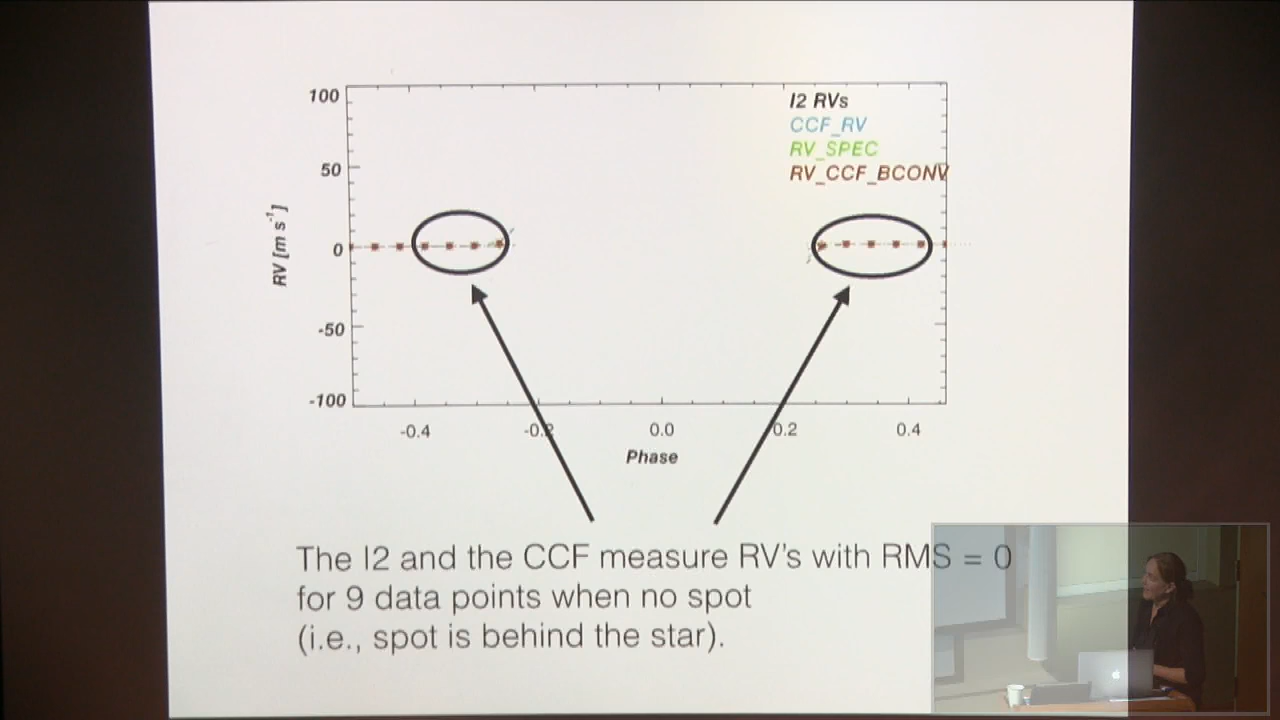 100
50
0
-50
-100
RV [m s-1]
I2 RVs
CCF_RV
RV_SPEC
RV_CCF_BCONV
-0.4
-0.2
0.0
0.2
0.4
Phase
The I2 and the CCF measure RV's with RMS = 0
for 9 data points when no spot
(i.e., spot is behind the star).